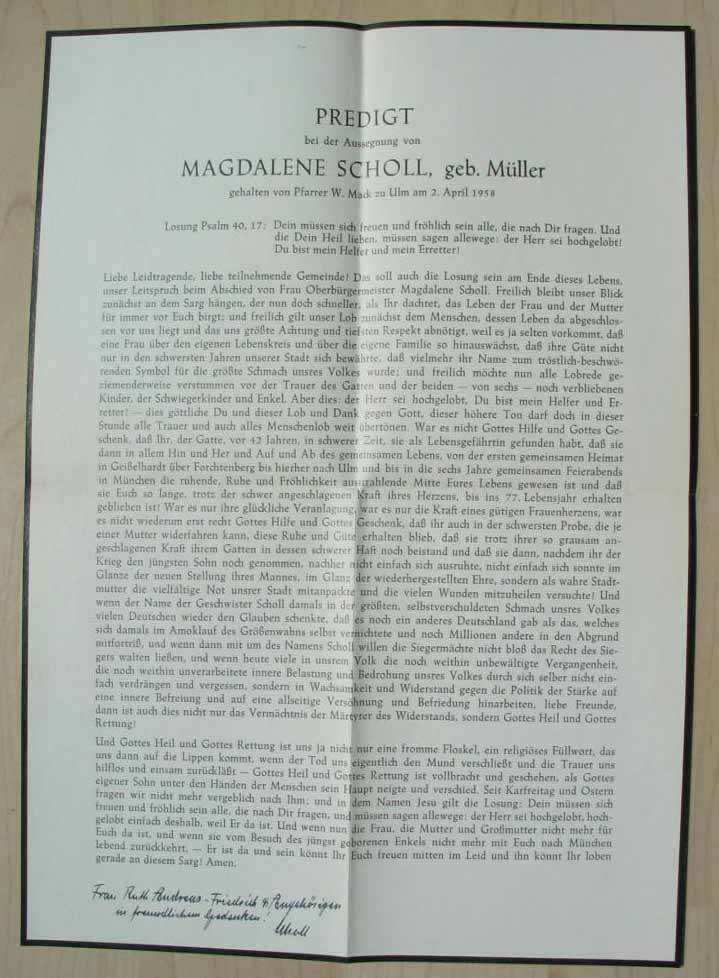 PREDIGT
bei der Aussegnung von
MAGDALENE SCHOLL, geb. Müller
gehalten von Pfarrer W. Mack zu Ulm am 2. April 1958
Losung Psalm 40, 17: Dein müssen sich freuen und fröhlich sein alle, die nach Dir fragen. Und
die Dein Heil lieben, müssen sagen allewege: der Herr sei hochgelobt!
Du bist mein Helfer und mein Erretter!
Liebe Leidtragende, liebe teilnehmende Gemeinde! Das soll auch die Losung sein am Ende dieses Lebens,
unser Leitspruch beim Abschied von Frau Oberbürgermeister Magdalene Scholl. Freilich bleibt unser Blick
zunächst an dem Sarg hängen, der nun doch schneller, als Ihr dachtet, das Leben der Frau und der Mutter
für immer vor Euch birgt; und freilich gilt unser Lob zunächst dem Menschen, dessen Leben da abgeschlos-
sen vor uns liegt und das uns größte Achtung und tiefsten Respekt abnötigt, weil es ja selten vorkommt, daß
eine Frau über den eigenen Lebenskreis und über die eigene Familie so hinauswächst, daß ihre Güte nicht
nur in den schwersten Jahren unserer Stadt sich bewährte, daß vielmehr ihr Name zum tröstlich-beschwö-
renden Symbol für die größte Schmach unsres Volkes wurde; und freilich möchte nun alle Lobrede ge-
ziemenderweise verstummen vor der Trauer des Gatten und der beiden — von sechs — noch verbliebenen
Kinder, der Schwiegerkinder und Enkel. Aber dies: der Herr sei hochgelobt, Du bist mein Helfer und Er-
retter! — dies göttliche Du und dieser Lob und Dank gegen Gott, dieser höhere Ton darf doch in dieser
Stunde alle Trauer und auch alles Menschenlob weit übertönen. War es nicht Gottes Hilfe und Gottes Ge-
schenk, daß Ihr, der Gatte, vor 42 Jahren, in schwerer Zeit, sie als Lebensgefährtin gefunden habt, daß sie
dann in allem Hin und Her und Auf und Ab des gemeinsamen Lebens, von der ersten gemeinsamen Heimat
in Geißelhardt über Forchtenberg bis hierher nach Ulm und bis in die sechs Jahre gemeinsamen Feierabends
in München die ruhende, Ruhe und Fröhlichkeit ausstrahlende Mitte Eures Lebens gewesen ist und daß
sie Euch so lange, trotz der schwer angeschlagenen Kraft ihres Herzens, bis ins 77. Lebensjahr erhalten
geblieben ist! War es nur ihre glückliche Veranlagung, war es nur die Kraft eines gütigen Frauenherzens, war
es nicht wiederum erst recht Gottes Hilfe und Gottes Geschenk, daß ihr auch in der schwersten Probe, die je
einer Mutter widerfahren kann, diese Ruhe und Güte erhalten blieb, daß sie trotz ihrer so grausam an-
geschlagenen Kraft ihrem Gatten in dessen schwerer Haft noch beistand und daß sie dann, nachdem ihr der
Krieg den jüngsten Sohn noch genommen, nachher nicht einfach sich ausruhte, nicht einfach sich sonnte im
Glanze der neuen Stellung ihres Mannes, im Glanz der wiederhergestellten Ehre, sondern als wahre Stadt-
mutter die vielfältige Not unsrer Stadt mitanpackte und die vielen Wunden mitzuheilen versuchte! Und
wenn der Name der Geschwister Scholl damals in der größten, selbstverschuldeten Schmach unsres Volkes
vielen Deutschen wieder den Glauben schenkte, daß es noch ein anderes Deutschland gab als das, welches
sich damals im Amoklauf des Größenwahns selbst vernichtete und noch Millionen andere in den Abgrund
mitfortriß, und wenn dann mit um des Namens Scholl willen die Siegermächte nicht bloß das Recht des Sie-
gers walten ließen, und wenn heute viele in unsrem Volk die noch weithin unbewältigte Vergangenheit,
die noch weithin unverarbeitete innere Belastung und Bedrohung unsres Volkes durch sich selber nicht ein-
fach verdrängen und vergessen, sondern in Wachsamkeit und Widerstand gegen die Politik der Stärke auf
eine innere Befreiung und auf eine allseitige Versöhnung und Befriedung hinarbeiten, liebe Freunde,
dann ist auch dies nicht nur das Vermächtnis der Märtyrer des Widerstands, sondern Gottes Heil und Gottes
Rettung!
Und Gottes Heil und Gottes Rettung ist uns ja nicht nur eine fromme Floskel, ein religiöses Füllwort, das
uns dann auf die Lippen kommt, wenn der Tod uns eigentlich den Mund verschließt und die Trauer uns
hilflos und einsam zurückläßt — Gottes Heil und Gottes Rettung ist vollbracht und geschehen, als Gottes
eigener Sohn unter den Händen der Menschen sein Haupt neigte und verschied. Seit Karfreitag und Ostern
fragen wir nicht mehr vergeblich nach Ihm; und in dem Namen Jesu gilt die Losung: Dein müssen sich
freuen und fröhlich sein alle, die nach Dir fragen, und müssen sagen allewege: der Herr sei hochgelobt, hoch-
gelobt einfach deshalb, weil Er da ist. Und wenn nun die Frau, die Mutter und Großmutter nicht mehr für
Euch da ist, und wenn sie vom Besuch des jüngst geborenen Enkels nicht mehr mit Euch nach München
lebend zurückkehrt, — Er ist da und sein könnt Ihr Euch freuen mitten im Leid und ihn könnt Ihr loben
gerade an diesem Sarg! Amen.
Frau Ruth Andreas-Friedrich & Angehörigen
in freundlichem Gedenken!
Scholl